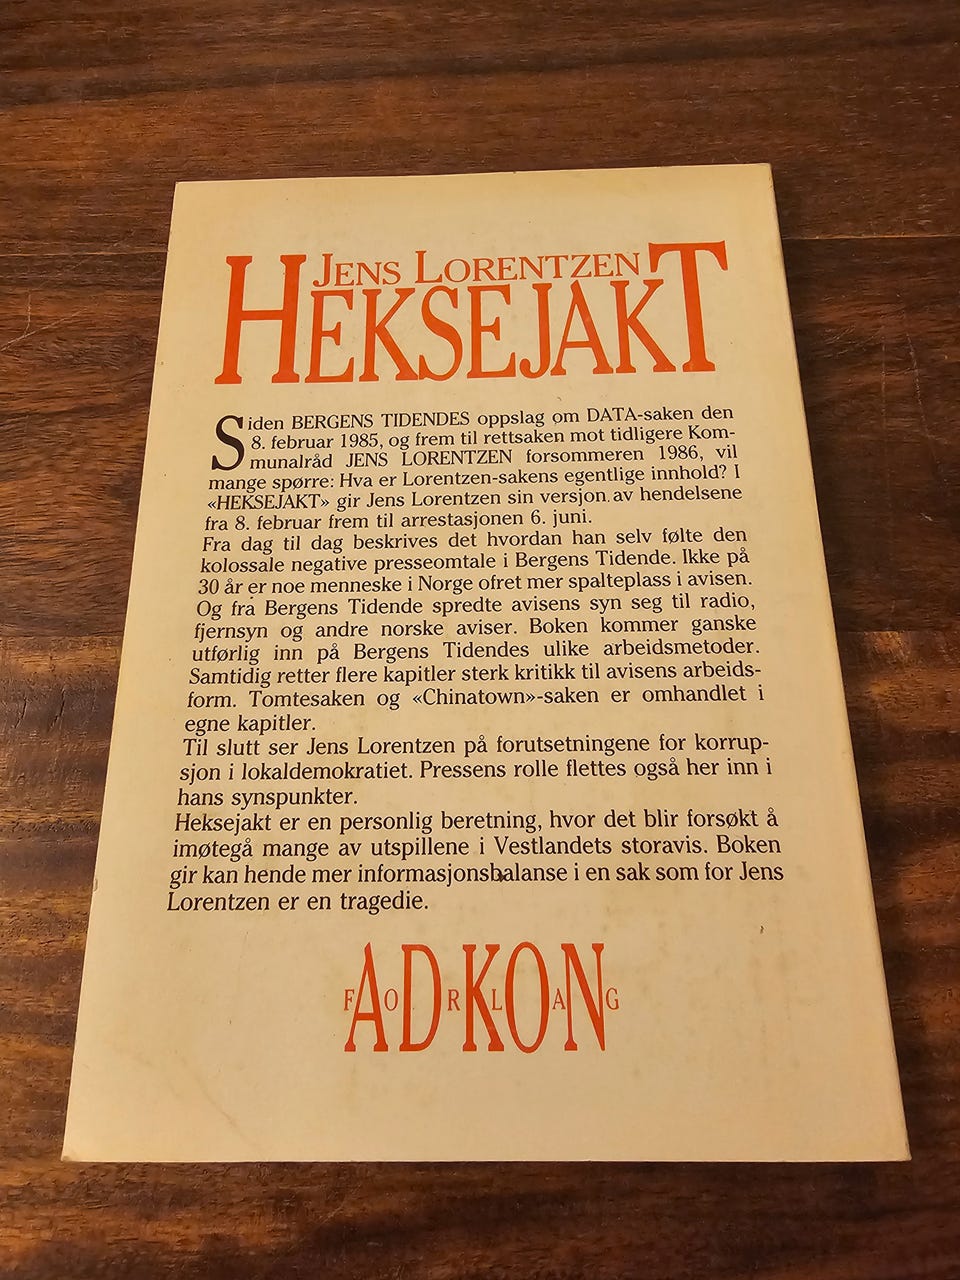 JENS LORENTZEN
HEKSEJAKT
Siden BERGENS TIDENDES oppslag om DATA-saken den
8. februar 1985, og frem til rettsaken mot tidligere Kom-
munalråd JENS LORENTZEN forsommeren 1986, vil
mange spørre: Hva er Lorentzen-sakens egentlige innhold? I
«HEKSEJAKT» gir Jens Lorentzen sin versjon av hendelsene
fra 8. februar frem til arrestasjonen 6. juni.
Fra dag til dag beskrives det hvordan han selv følte den
kolossale negative presseomtale i Bergens Tidende. Ikke på
30 år er noe menneske i Norge ofret mer spalteplass i avisen.
Og fra Bergens Tidende spredte avisens syn seg til radio,
fjernsyn og andre norske aviser. Boken kommer ganske
utførlig inn på Bergens Tidendes ulike arbeidsmetoder.
Samtidig retter flere kapitler sterk kritikk til avisens arbeids-
form. Tomtesaken og «Chinatown»-saken er omhandlet i
egne kapitler.
Til slutt ser Jens Lorentzen på forutsetningene for korrup-
sjon i lokaldemokratiet. Pressens rolle flettes også her inn i
hans synspunkter.
Heksejakt er en personlig beretning, hvor det blir forsøkt å
imøtegå mange av utspillene i Vestlandets storavis. Boken
gir kan hende mer informasjonsbalanse i en sak som for Jens
Lorentzen er en tragedie.
ADKON
FORLAG